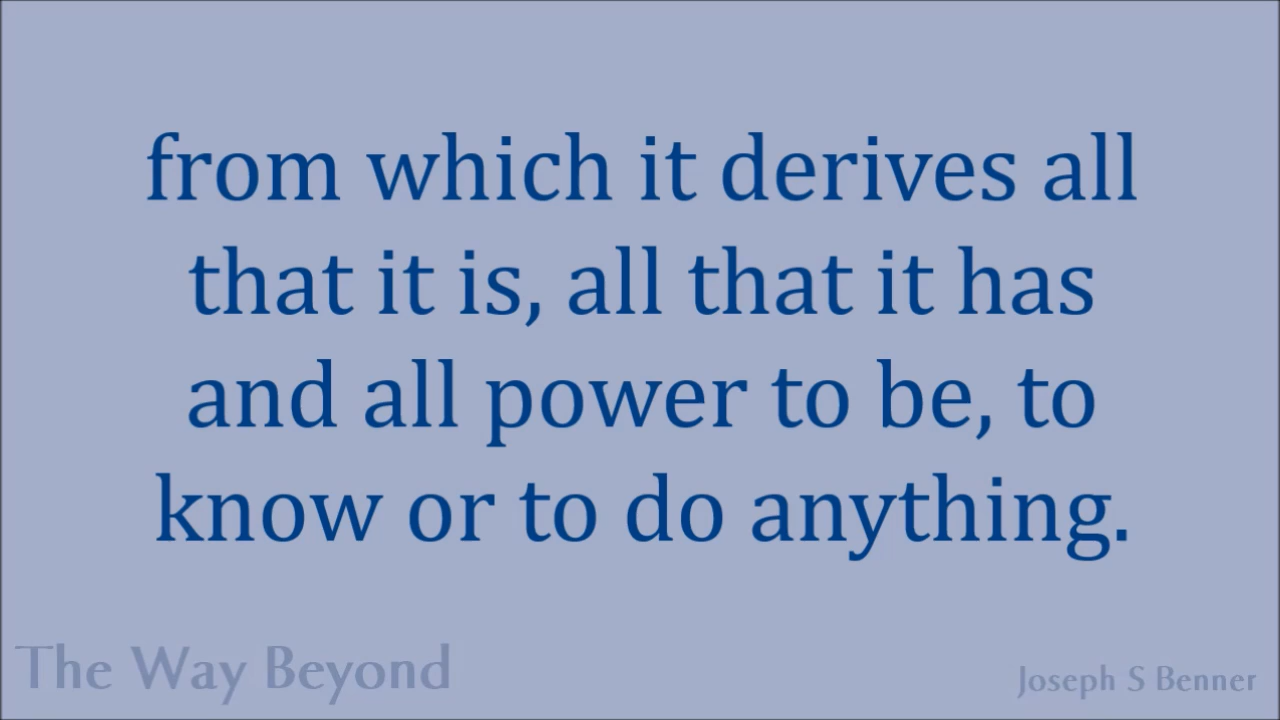 from which it derives all
that it is, all that it has
and all power to be, to
know or to do anything.
The Way Beyond
Joseph S Benner